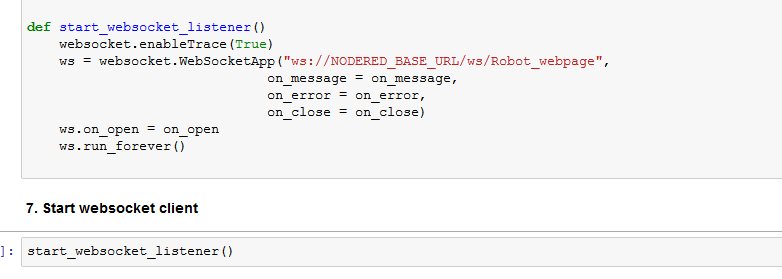 def start_websocket_listener()
    websocket.enableTrace(True)
    ws = websocket.WebSocketApp("ws://NODERED_BASE_URL/ws/Robot_webpage",
                              on_message = on_message,
                              on_error = on_error,
                              on_close = on_close)
    ws.on_open = on_open
    ws.run_forever()
7. Start websocket client
]: start_websocket_listener()